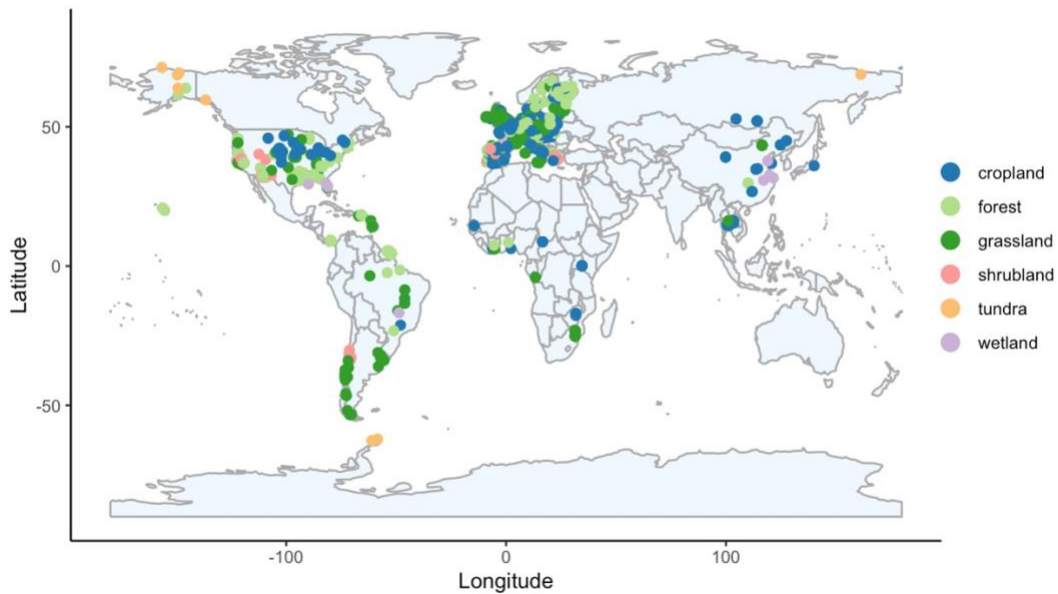 50
0
-50
Latitude
-100
0
100
Longitude
cropland
forest
grassland
shrubland
tundra
wetland